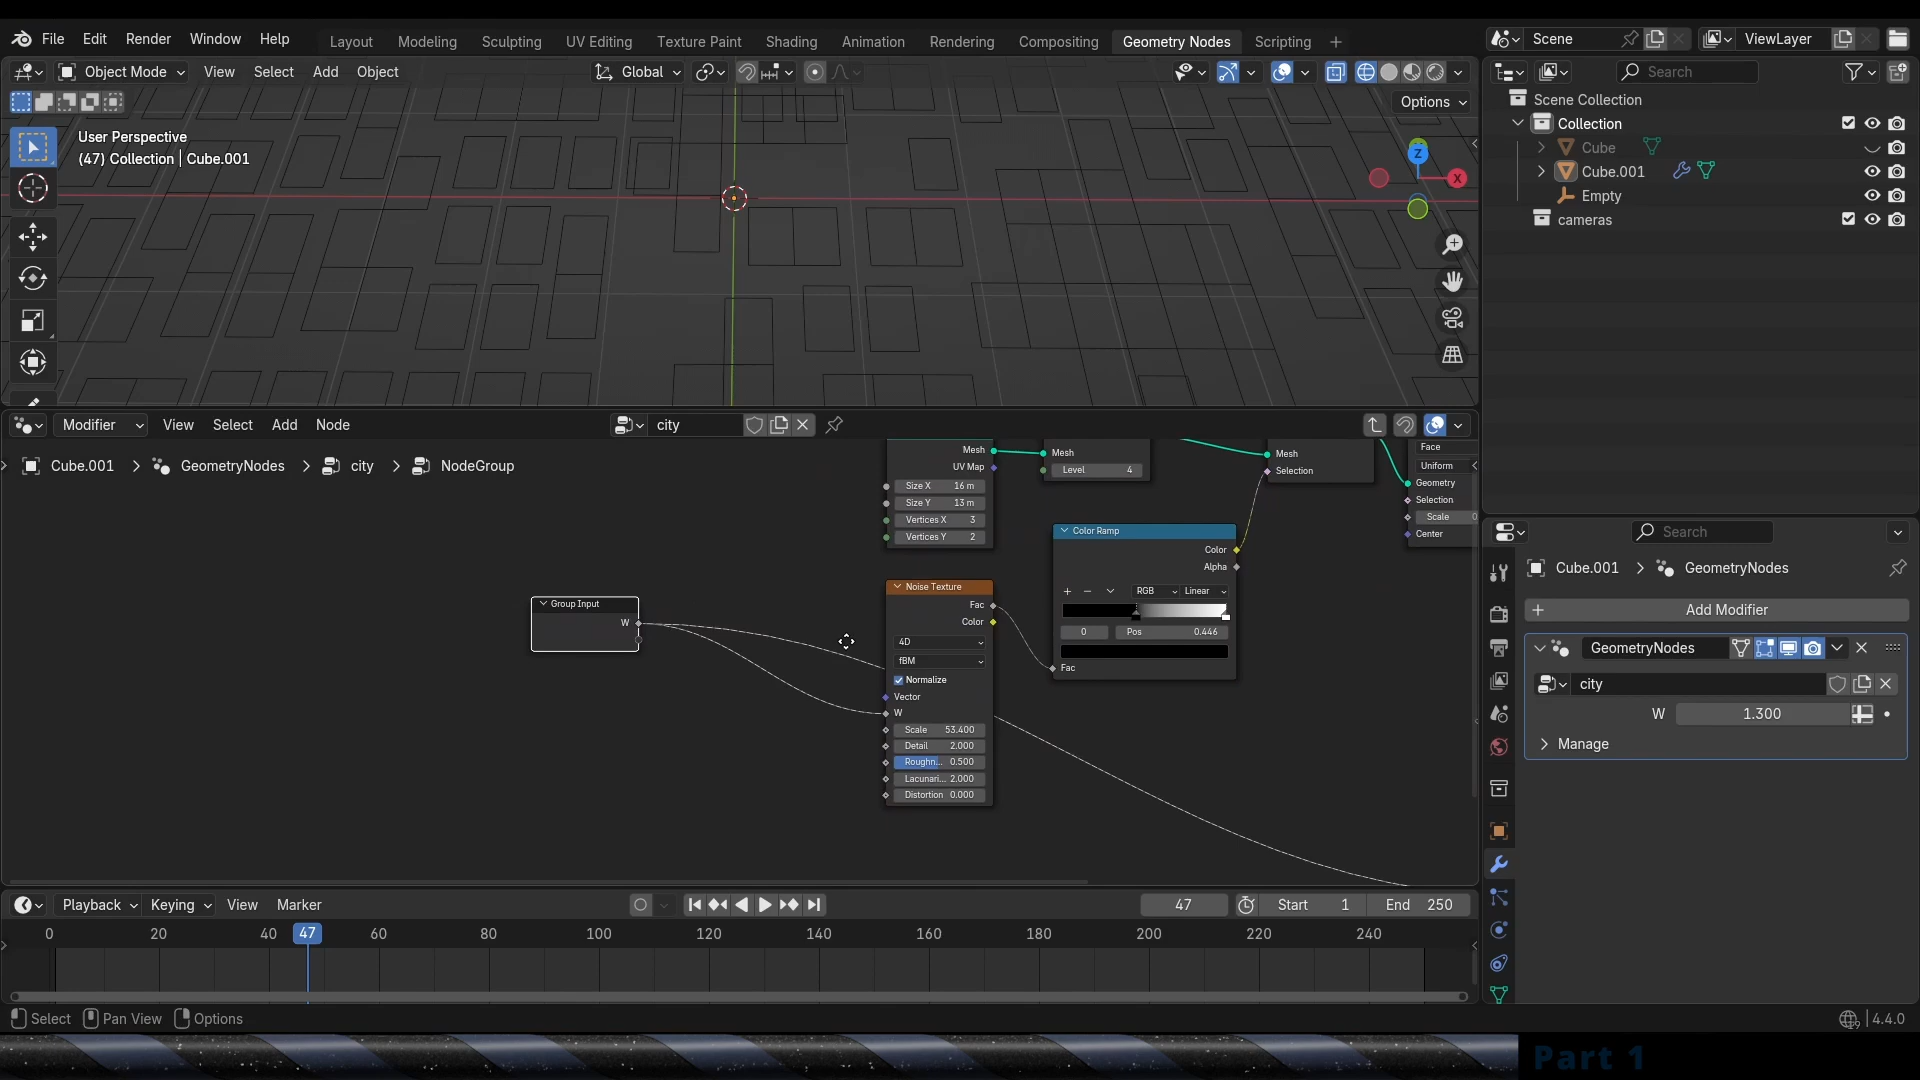 File Edit Render Window Help
Layout Modeling Sculpting UV Editing Texture Paint Shading Animation Rendering Compositing Geometry Nodes Scripting +
Scene
ViewLayer
Object Mode View Select Add Object
Global
Search
Options
User Perspective
(47) Collection | Cube.001
Z
X
Scene Collection
Collection
Cube
Cube.001
Empty
cameras
Modifier View Select Add Node
city
Cube.001 > GeometryNodes > city > NodeGroup
Mesh
UV Map
Size X 16 m
Size Y 13 m
Vertices X 3
Vertices Y 2
Mesh
Level 4
Mesh
Selection
Face
Uniform
Geometry
Selection
Scale 0
Center
Color Ramp
Color
Alpha
+ − RGB Linear
0 Pos 0.446
Fac
Group Input
W
Noise Texture
Fac
Color
4D
fBM
Normalize
Vector
W
Scale 53.400
Detail 2.000
Roughn... 0.500
Lacunari... 2.000
Distortion 0.000
Search
Cube.001 > GeometryNodes
+ Add Modifier
GeometryNodes
city
W 1.300
Manage
Playback Keying View Marker
47
Start 1
End 250
0 20 40 47 60 80 100 120 140 160 180 200 220 240
Select Pan View Options
4.4.0
Part 1